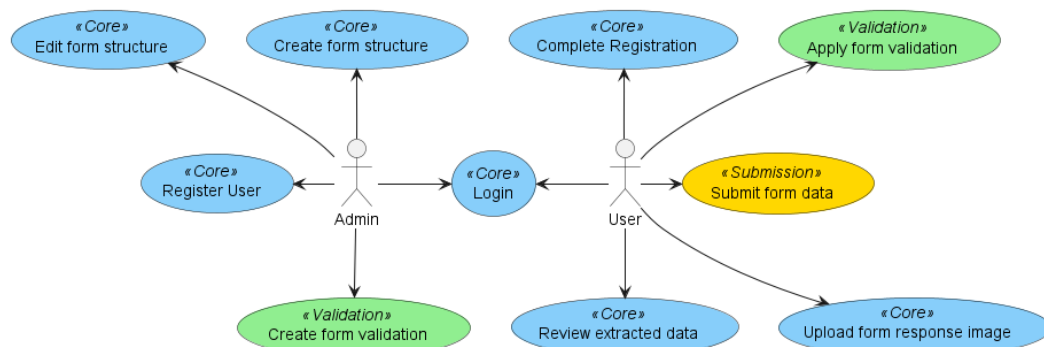 «Core»
Edit form structure
«Core»
Create form structure
«Core»
Complete Registration
«Validation»
Apply form validation
«Core»
Register User
Admin
«Core»
Login
User
«Submission»
Submit form data
«Validation»
Create form validation
«Core»
Review extracted data
«Core»
Upload form response image